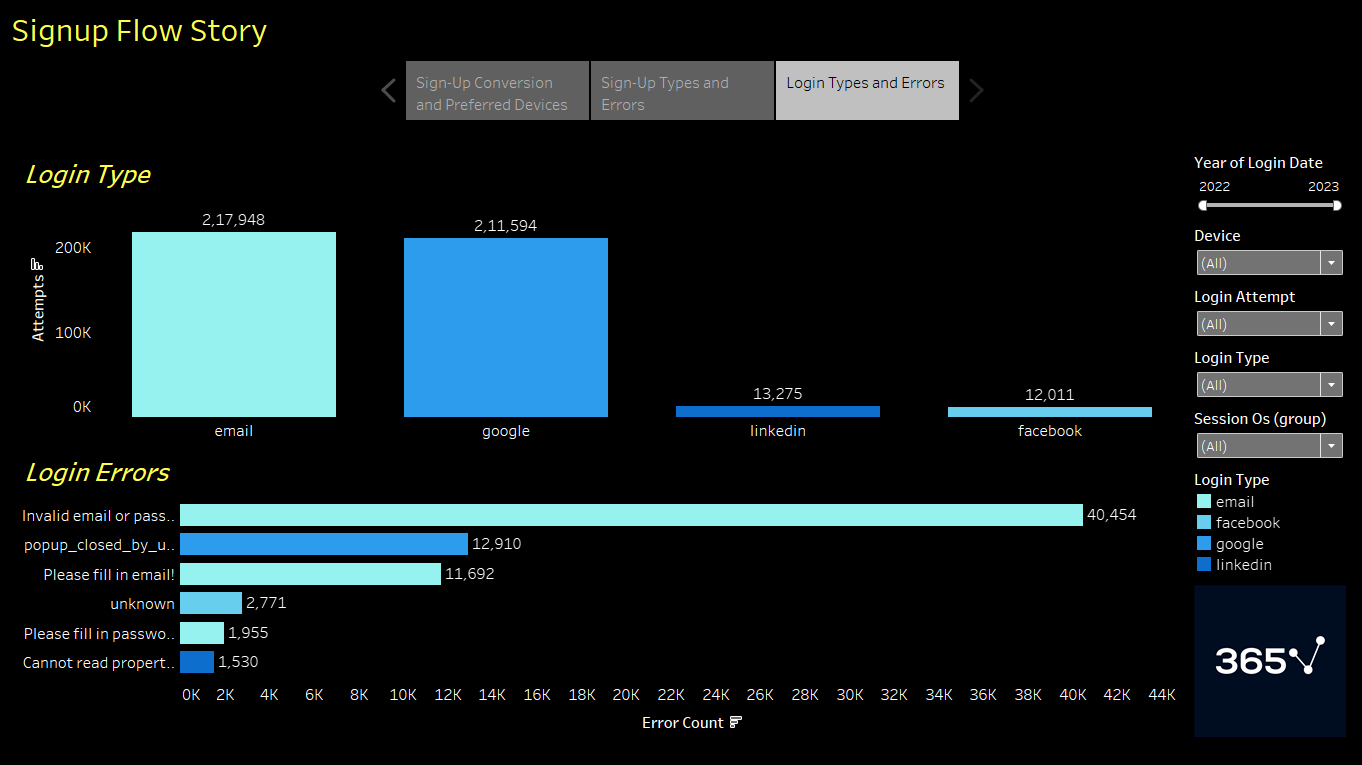 Signup Flow Story
Sign-Up Conversion
and Preferred Devices
Sign-Up Types and
Errors
Login Types and Errors
Login Type
Attempts
200K
100K
0K
2,17,948
2,11,594
13,275
12,011
email
google
linkedin
facebook
Login Errors
Invalid email or pass..
40,454
popup_closed_by_u..
12,910
Please fill in email!
11,692
unknown
2,771
Please fill in passwo..
1,955
Cannot read propert..
1,530
0K 2K 4K 6K 8K 10K 12K 14K 16K 18K 20K 22K 24K 26K 28K 30K 32K 34K 36K 38K 40K 42K 44K
Error Count
Year of Login Date
2022 2023
Device
(All)
Login Attempt
(All)
Login Type
(All)
Session Os (group)
(All)
Login Type
email
facebook
google
linkedin
365